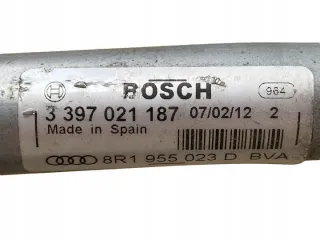 BOSCH 964
3 397 021 187 07/02/12 2
Made in Spain
8R1 955 023 D BVA